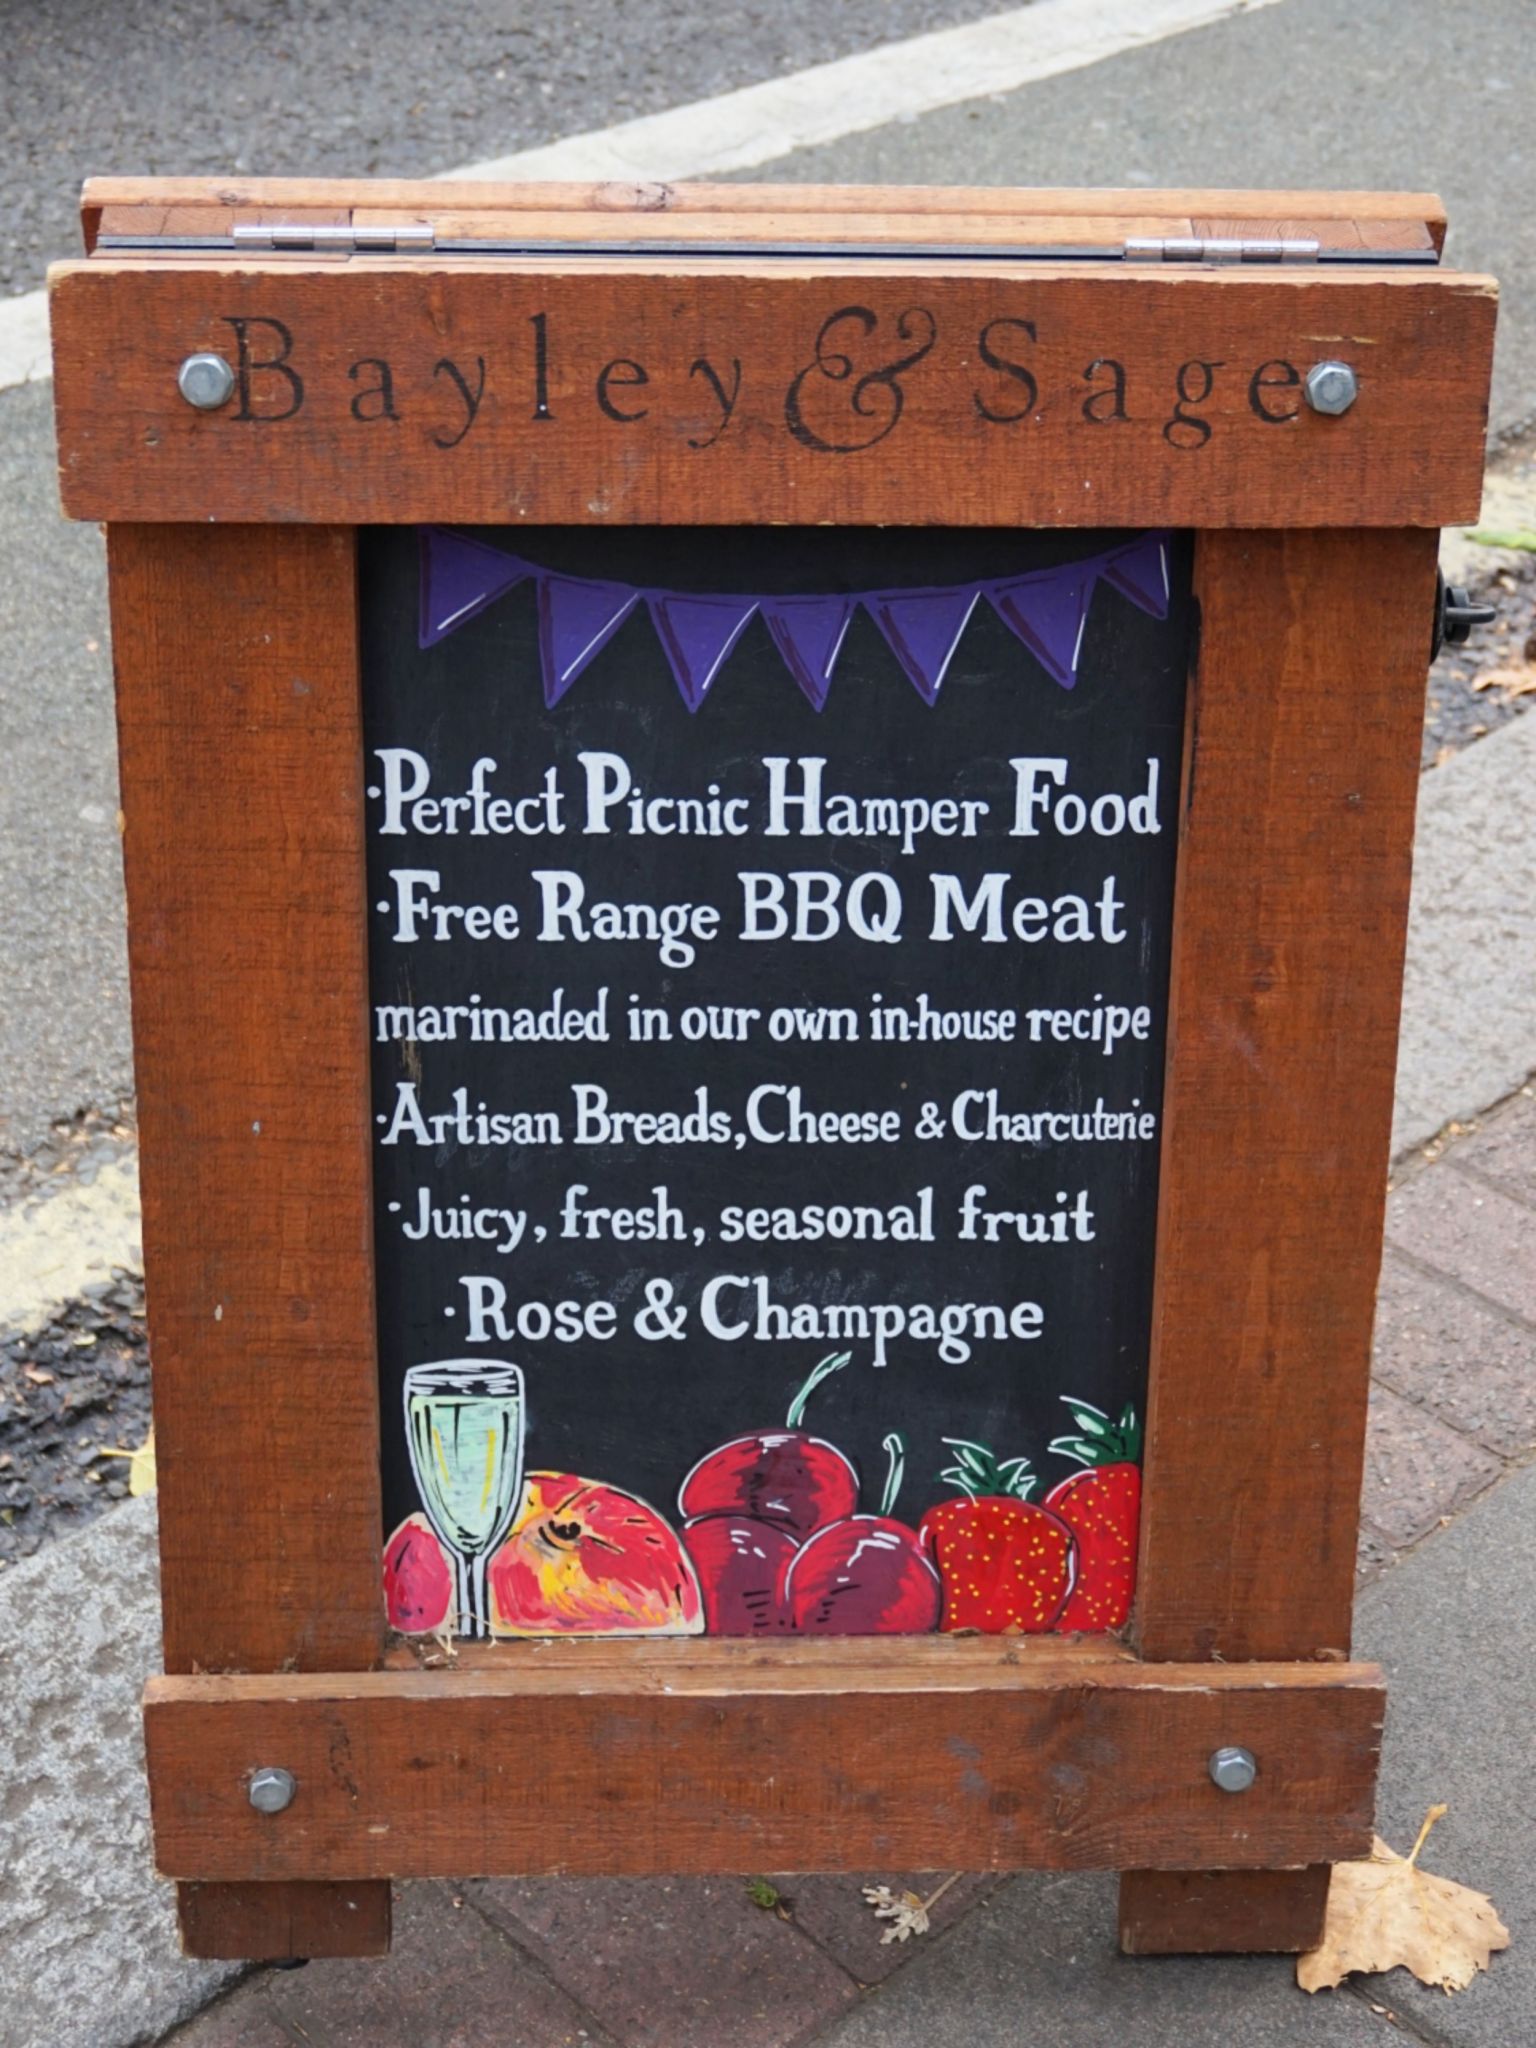 Bayley & Sage
·Perfect Picnic Hamper Food
·Free Range BBQ Meat
marinaded in our own in-house recipe
·Artisan Breads, Cheese & Charcuterie
·Juicy, fresh, seasonal fruit
·Rose & Champagne